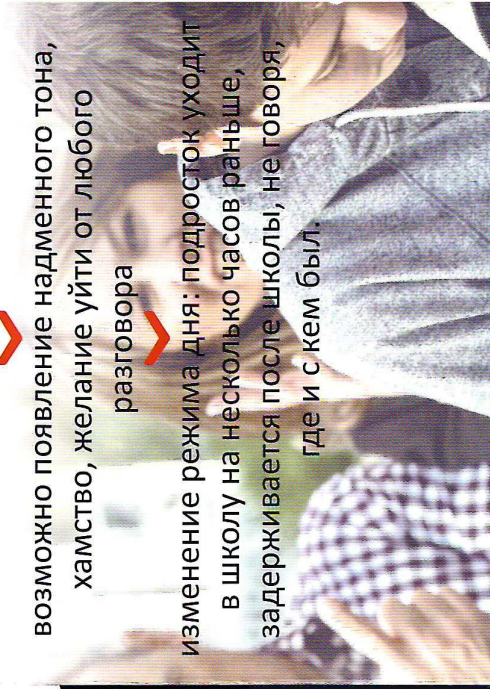 возможно появление надменного тона,
хамство, желание уйти от любого
разговора
изменение режима дня: подросток уходит
в школу на несколько часов раньше,
задерживается после школы, не говоря,
где и с кем был.